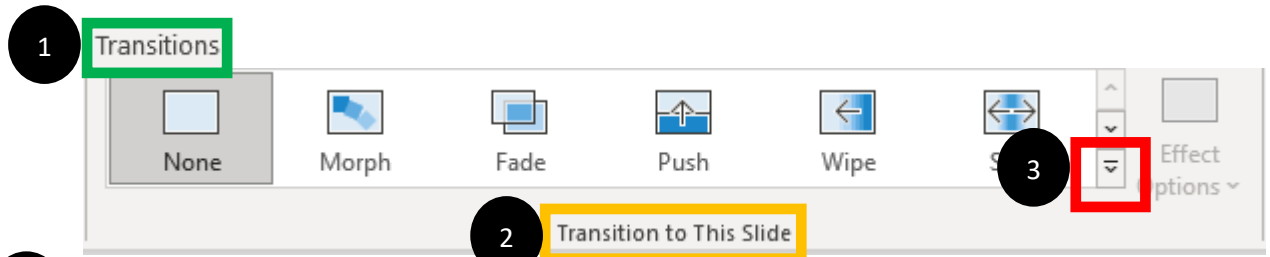 1 Transitions
None Morph Fade Push Wipe S
3
Effect
Options
2 Transition to This Slide